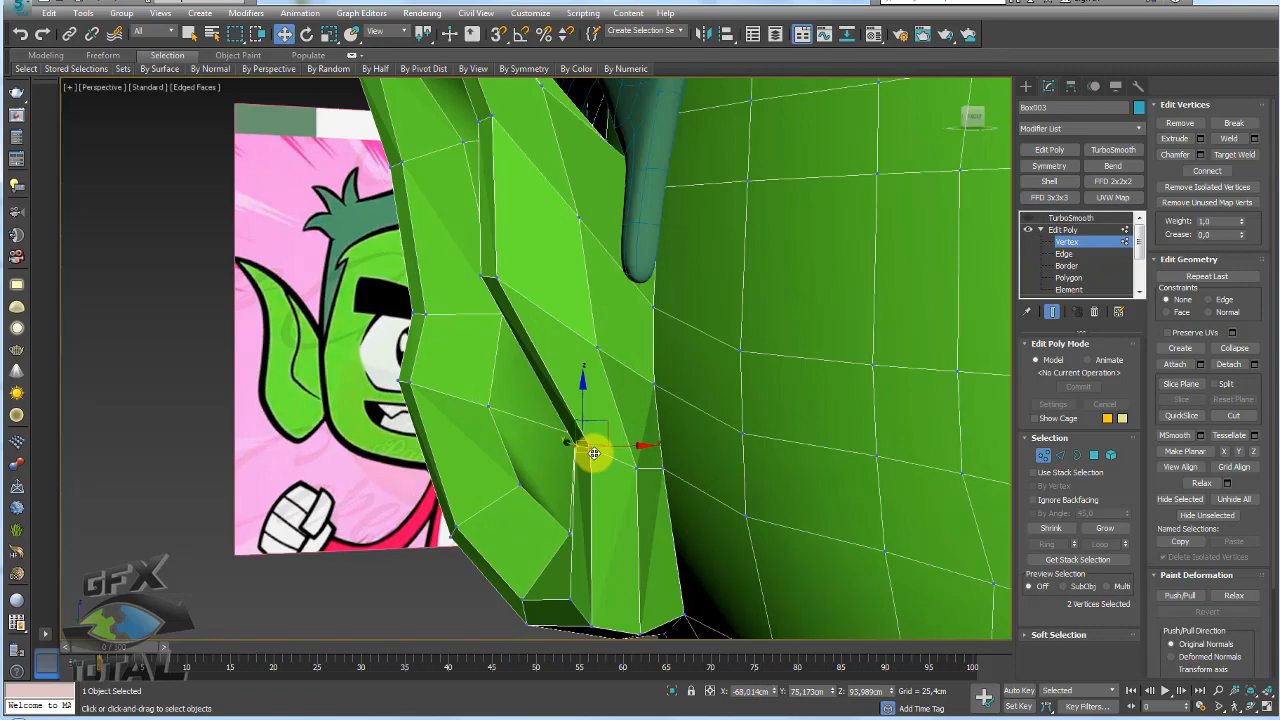 Edit Tools Group Views Create Modifiers Animation Graph Editors Rendering Civil View Customize Scripting Content Help
All View Create Selection Se
Modeling Freeform Selection Object Paint Populate
Select Stored Selections Sets By Surface By Normal By Perspective By Random By Half By Pivot Dist By View By Symmetry By Color By Numeric
[+] [Perspective] [Standard] [Edged Faces]
Box003
Modifier List
Edit Poly TurboSmooth
Symmetry Bend
Shell FFD 2x2x2
FFD 3x3x3 UVW Map
TurboSmooth
Edit Poly
Vertex
Edge
Border
Polygon
Element
Edit Poly Mode
Model Animate
<No Current Operation>
Commit
Settings Cancel
Show Cage
Selection
Use Stack Selection
By Vertex
Ignore Backfacing
By Angle: 45,0
Shrink Grow
Ring Loop
Get Stack Selection
Preview Selection
Off SubObj Multi
2 Vertices Selected
Soft Selection
Edit Vertices
Remove Break
Extrude Weld
Chamfer Target Weld
Connect
Remove Isolated Vertices
Remove Unused Map Verts
Weight: 1,0
Crease: 0,0
Edit Geometry
Repeat Last
Constraints
None Edge
Face Normal
Preserve UVs
Create Collapse
Attach Detach
Slice Plane Split
Slice Reset Plane
QuickSlice Cut
MSmooth Tessellate
Make Planar X Y Z
View Align Grid Align
Relax
Hide Selected Unhide All
Hide Unselected
Named Selections:
Copy Paste
Delete Isolated Vertices
Paint Deformation
Push/Pull Relax
Revert
Push/Pull Direction
Original Normals
Deformed Normals
Transform axis
z
GFX
TOTAL
0 / 100
15 20 25 30 35 40 45 50 55 60 65 70 75 80 85 90 95 100
1 Object Selected
X: -68,014cm Y: 75,173cm Z: 93,989cm Grid = 25,4cm
Auto Key Selected
Welcome to MA
Click or click-and-drag to select objects
Add Time Tag
Set Key Key Filters... 0